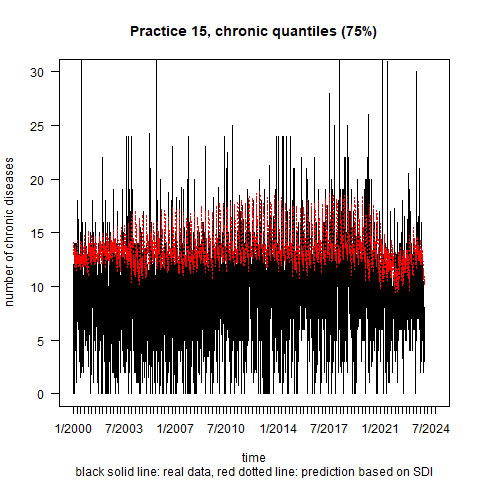 Practice 15, chronic quantiles (75%)
number of chronic diseases
30
25
20
15
10
5
0
1/2000 7/2003 1/2007 7/2010 1/2014 7/2017 1/2021 7/2024
time
black solid line: real data, red dotted line: prediction based on SDI